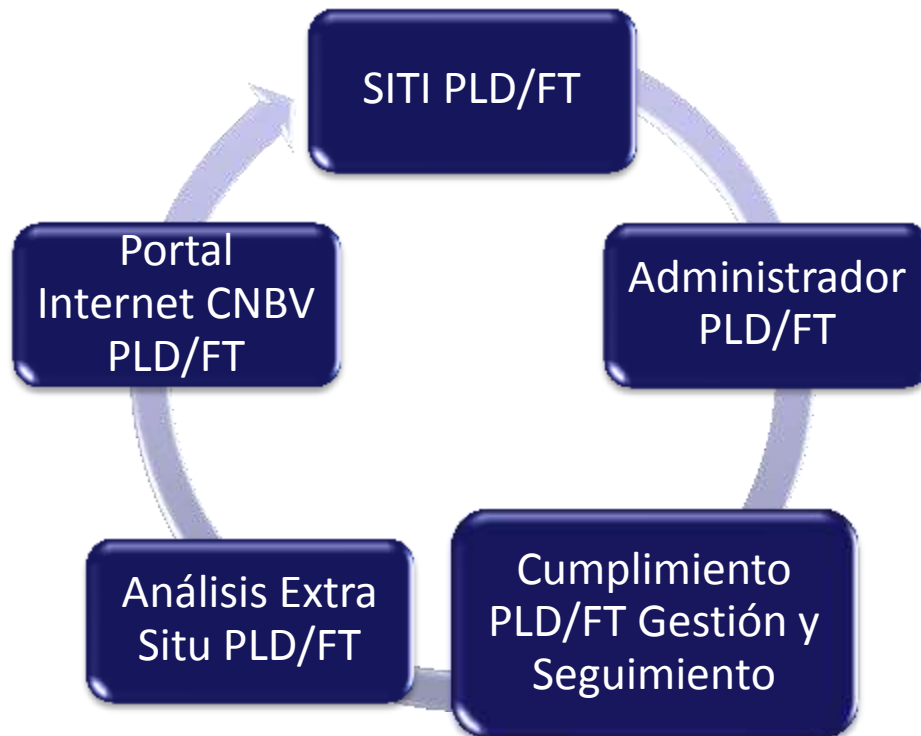 SITI PLD/FT
Administrador
PLD/FT
Cumplimiento
PLD/FT Gestión y
Seguimiento
Análisis Extra
Situ PLD/FT
Portal
Internet CNBV
PLD/FT